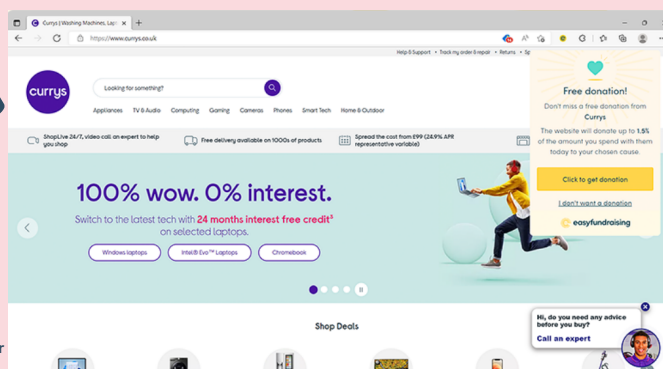 Currys | Washing Machines, Lap
https://www.currys.co.uk
Help & Support • Track my order & repair • Returns •
currys
Looking for something?
Appliances TV & Audio Computing Gaming Cameras Phones Smart Tech Home & Outdoor
ShopLive 24/7, video call an expert to help
you shop
Free delivery available on 1000s of products
Spread the cost from £99 (24.9% APR
representative variable)
100% wow. 0% interest.
Switch to the latest tech with 24 months interest free credit³
on selected laptops.
Windows laptops
Intel® Evo™ Laptops
Chromebook
Free donation!
Don't miss a free donation from
Currys
The website will donate up to 1.5%
of the amount you spend with them
today to your chosen cause.
Click to get donation
I don't want a donation
easyfundraising
Shop Deals
Hi, do you need any advice
before you buy?
Call an expert
r